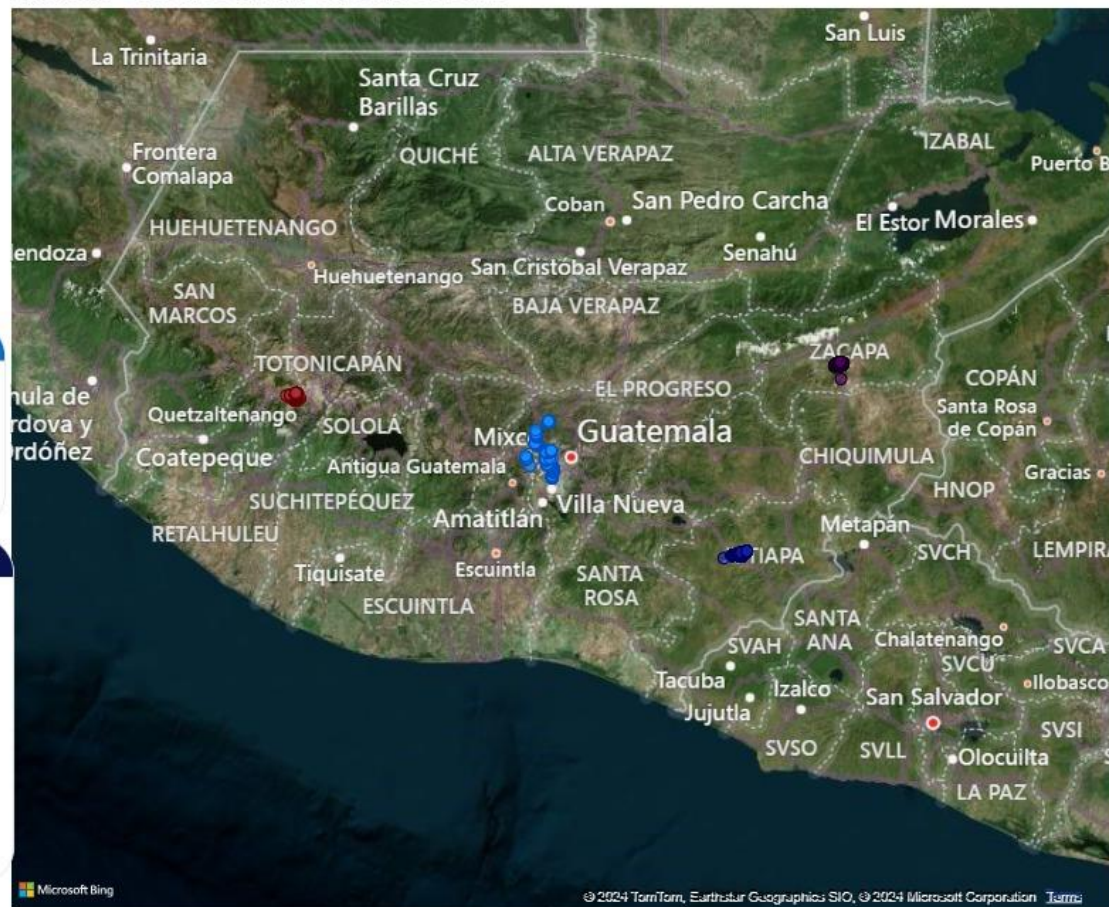 San Luis
La Trinitaria
Santa Cruz
Barillas
IZABAL
QUICHÉ
ALTA VERAPAZ
Frontera
Comalapa
Puerto B
Coban
San Pedro Carcha
El Estor
Morales
HUEHUETENANGO
Senahú
Huehuetenango
San Cristóbal Verapaz
SAN
MARCOS
BAJA VERAPAZ
ZACAPA
TOTONICAPÁN
EL PROGRESO
COPÁN
Quetzaltenango
SOLOLÁ
Guatemala
Santa Rosa
de Copán
Coatepeque
Antigua Guatemala
CHIQUIMULA
Gracias
HNOP
SUCHITEPÉQUEZ
Amatitlán
Villa Nueva
RETALHULEU
Metapán
SVCH
LEMPIRA
Tiquisate
Escuintla
SANTA
ROSA
TIAPA
ESCUINTLA
SANTA
ANA
SVAH
Chalatenango
SVCA
SVCU
Tacuba
Izalco
San Salvador
Ilobasco
Jujutla
SVSI
SVSO
SVLL
Olocuilta
LA PAZ
Microsoft Bing
© 2024 TomTom, Earthstar Geographics SIO, © 2024 Microsoft Corporation Terms